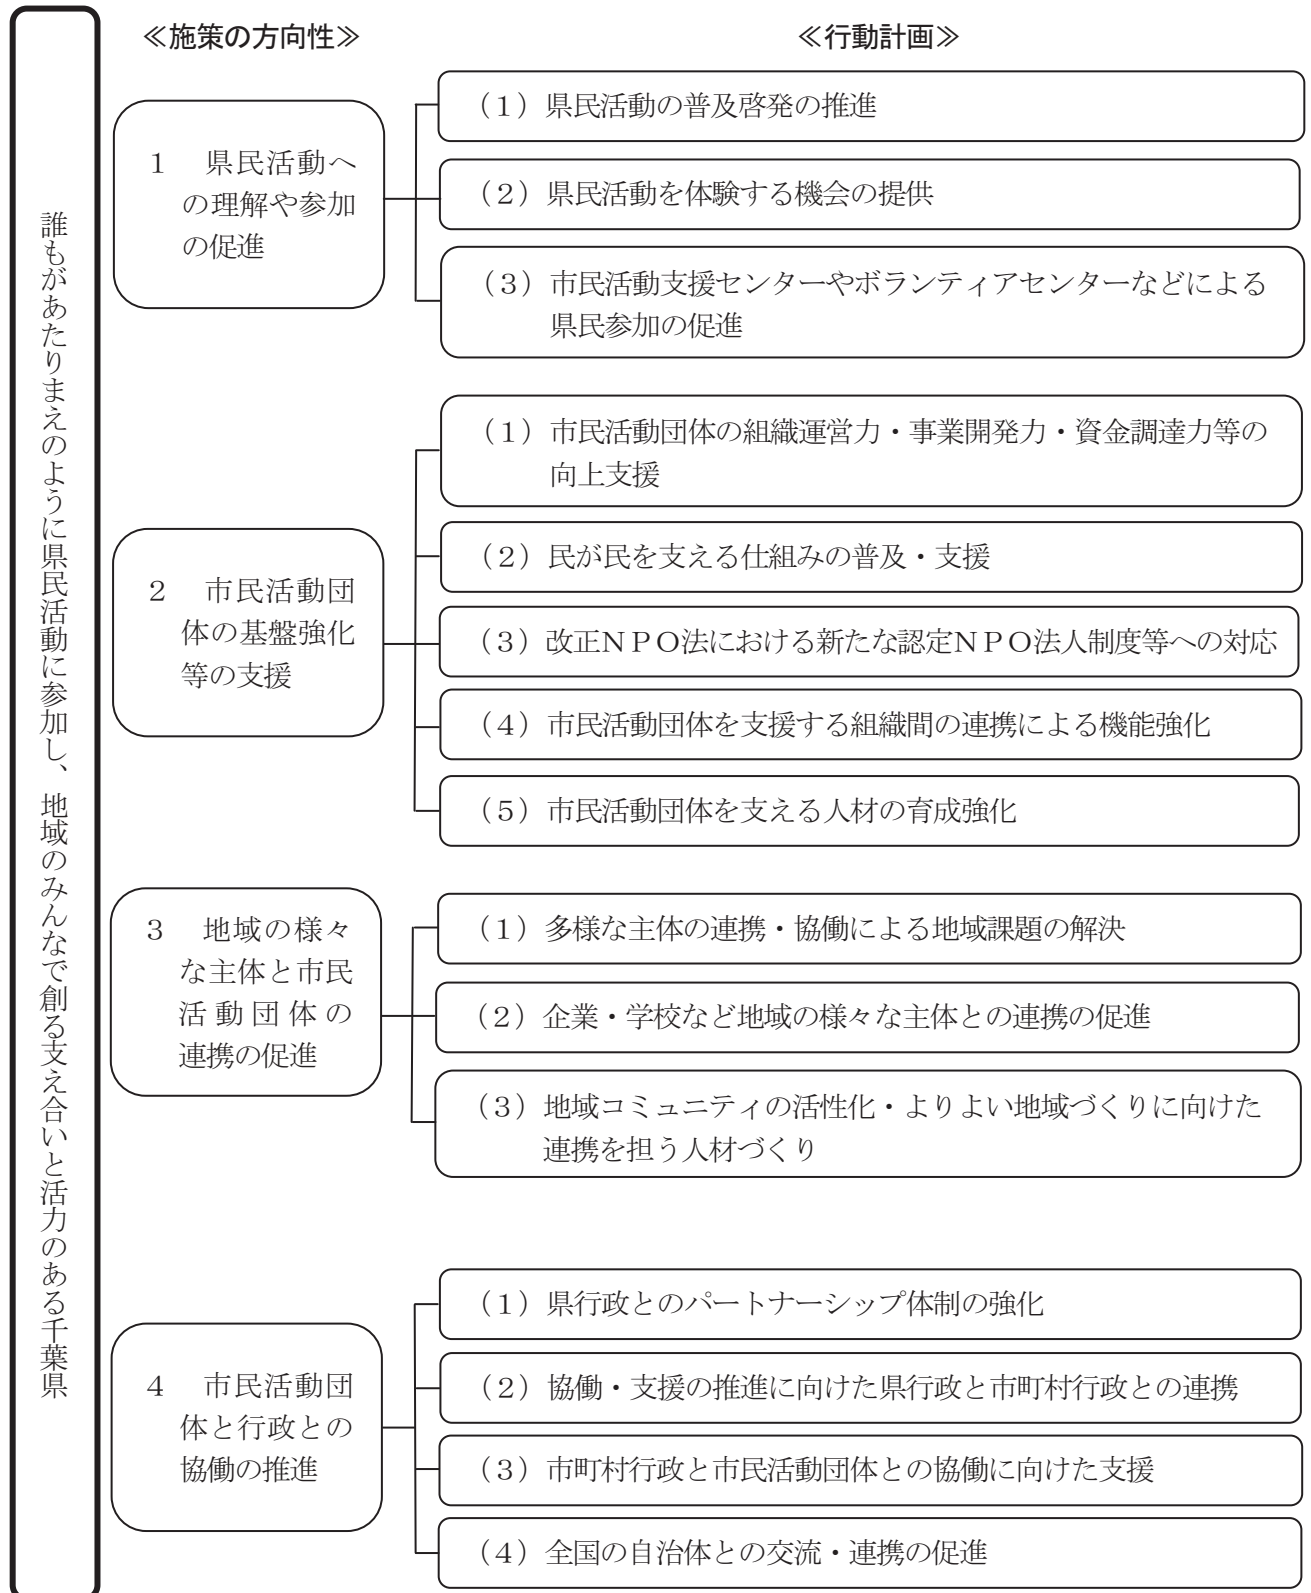 ≪施策の方向性≫
≪行動計画≫
誰もがあたりまえのように県民活動に参加し、地域のみんなで創る支え合いと活力のある千葉県
1 県民活動へ
の理解や参加
の促進
(1)県民活動の普及啓発の推進
(2)県民活動を体験する機会の提供
(3)市民活動支援センターやボランティアセンターなどによる
県民参加の促進
2 市民活動団
体の基盤強化
等の支援
(1)市民活動団体の組織運営力・事業開発力・資金調達力等の
向上支援
(2)民が民を支える仕組みの普及・支援
(3)改正NPO法における新たな認定NPO法人制度等への対応
(4)市民活動団体を支援する組織間の連携による機能強化
(5)市民活動団体を支える人材の育成強化
3 地域の様々
な主体と市民
活動団体の
連携の促進
(1)多様な主体の連携・協働による地域課題の解決
(2)企業・学校など地域の様々な主体との連携の促進
(3)地域コミュニティの活性化・よりよい地域づくりに向けた
連携を担う人材づくり
4 市民活動団
体と行政との
協働の推進
(1)県行政とのパートナーシップ体制の強化
(2)協働・支援の推進に向けた県行政と市町村行政との連携
(3)市町村行政と市民活動団体との協働に向けた支援
(4)全国の自治体との交流・連携の促進